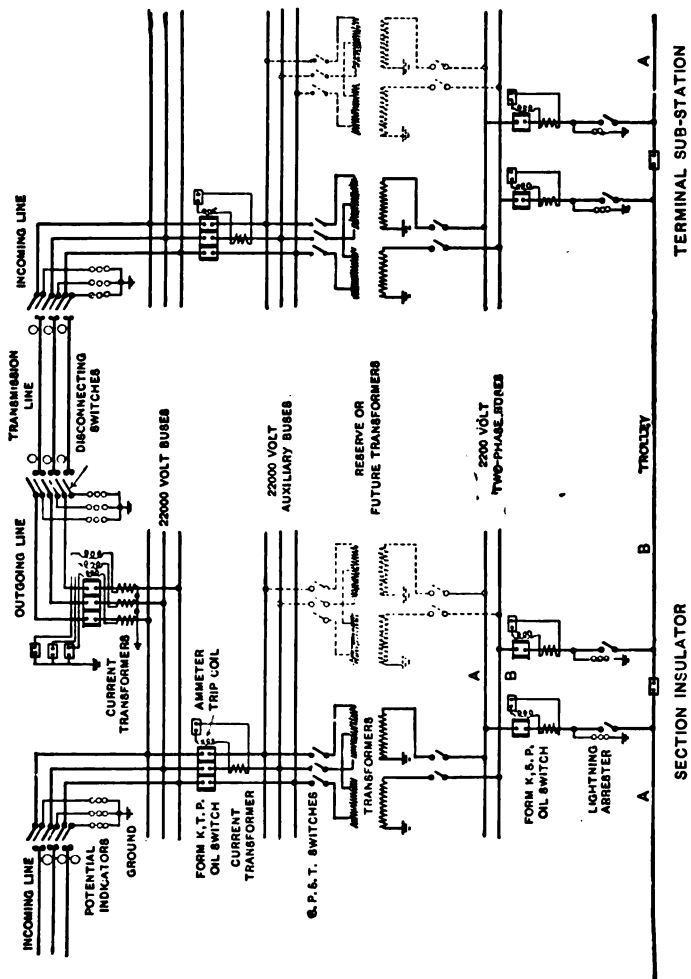 INCOMING LINE
POTENTIAL
INDICATORS
GROUND
FORM K,T.P.
OIL SWITCH
AMMETER
TRIP COIL
CURRENT
TRANSFORMER
S.P.S.T. SWITCHES
TRANSFORMERS
A
B
FORM K,S.P.
OIL SWITCH
LIGHTNING
ARRESTER
A
SECTION INSULATOR
OUTGOING LINE
CURRENT
TRANSFORMERS
TRANSMISSION
LINE
DISCONNECTING
SWITCHES
22000 VOLT BUSES
22000 VOLT
AUXILIARY BUSES
RESERVE OR
FUTURE TRANSFORMERS
2200 VOLT
TWO-PHASE BUSES
B
TROLLEY
INCOMING LINE
A
TERMINAL SUB-STATION